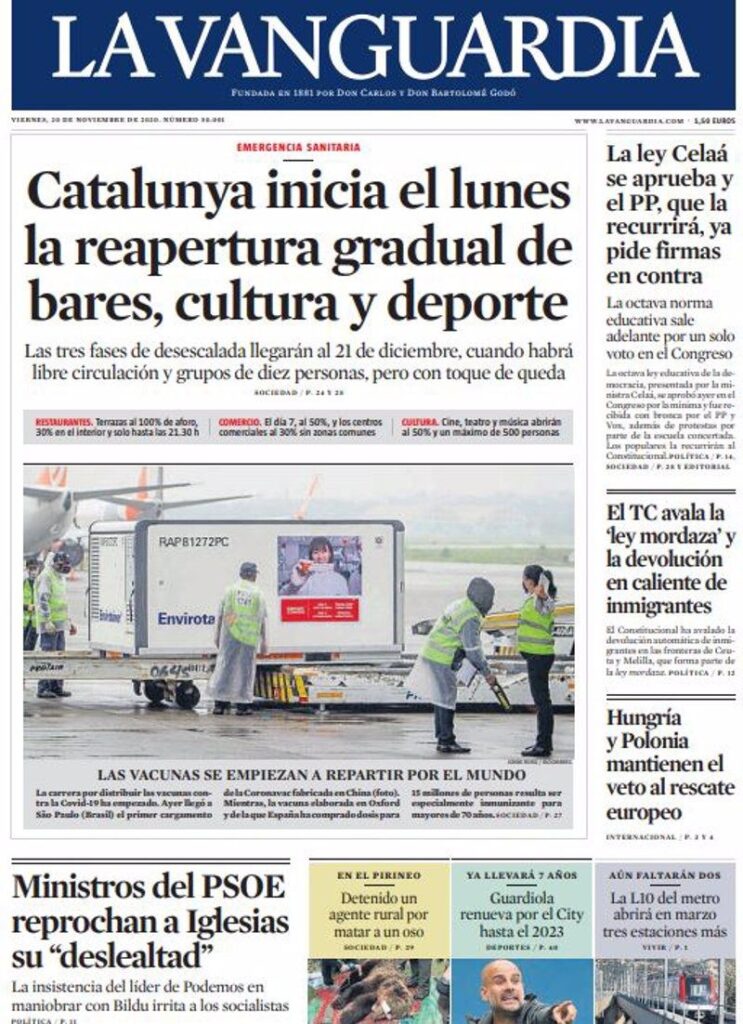 LA VANGUARDIA
FUNDADA EN 1881 POR DON CARLOS Y DON BARTOLOMÉ GODÓ
VIERNES, 20 DE NOVIEMBRE DE 2020. NÚMERO 50.001
WWW.LAVANGUARDIA.COM · 1,50 EUROS
EMERGENCIA SANITARIA
Catalunya inicia el lunes
la reapertura gradual de
bares, cultura y deporte
Las tres fases de desescalada llegarán al 21 de diciembre, cuando habrá
libre circulación y grupos de diez personas, pero con toque de queda
SOCIEDAD / P. 24 Y 25
RESTAURANTES. Terrazas al 100% de aforo,
30% en el interior y solo hasta las 21.30 h
COMERCIO. El día 7, al 50%, y los centros
comerciales al 30% sin zonas comunes
CULTURA. Cine, teatro y música abrirán
al 50% y un máximo de 500 personas
RAP81272PC
Envirotainer
Envirota
0645
LAS VACUNAS SE EMPIEZAN A REPARTIR POR EL MUNDO
La carrera por distribuir las vacunas con-
tra la Covid-19 ha empezado. Ayer llegó a
São Paulo (Brasil) el primer cargamento
de la Coronavac fabricada en China (foto).
Mientras, la vacuna elaborada en Oxford
y de la que España ha comprado dosis para
15 millones de personas resulta ser
especialmente inmunizante para
mayores de 70 años. SOCIEDAD / P. 27
La ley Celaá
se aprueba y
el PP, que la
recurrirá, ya
pide firmas
en contra
La octava norma
educativa sale
adelante por un solo
voto en el Congreso
La octava ley educativa de la de-
mocracia, presentada por la mi-
nistra Celaá, se aprobó ayer en el
Congreso por la mínima y fue re-
cibida con bronca por el PP y
Vox, además de protestas por
parte de la escuela concertada.
Los populares la recurrirán al
Constitucional. POLÍTICA / P. 14,
SOCIEDAD / P. 28 Y EDITORIAL
El TC avala la
‘ley mordaza’ y
la devolución
en caliente de
inmigrantes
El Constitucional ha avalado la
devolución automática de inmi-
grantes en las fronteras de Ceu-
ta y Melilla, que forma parte de
la ley mordaza. POLÍTICA / P. 12
Hungría
y Polonia
mantienen el
veto al rescate
europeo
INTERNACIONAL / P. 3 Y 4
Ministros del PSOE
reprochan a Iglesias
su “deslealtad”
La insistencia del líder de Podemos en
maniobrar con Bildu irrita a los socialistas
POLÍTICA / P. 11
EN EL PIRINEO
Detenido un
agente rural por
matar a un oso
SOCIEDAD / P. 29
YA LLEVARÁ 7 AÑOS
Guardiola
renueva por el City
hasta el 2023
DEPORTES / P. 40
AÚN FALTARÁN DOS
La L10 del metro
abrirá en marzo
tres estaciones más
VIVIR / P. 1